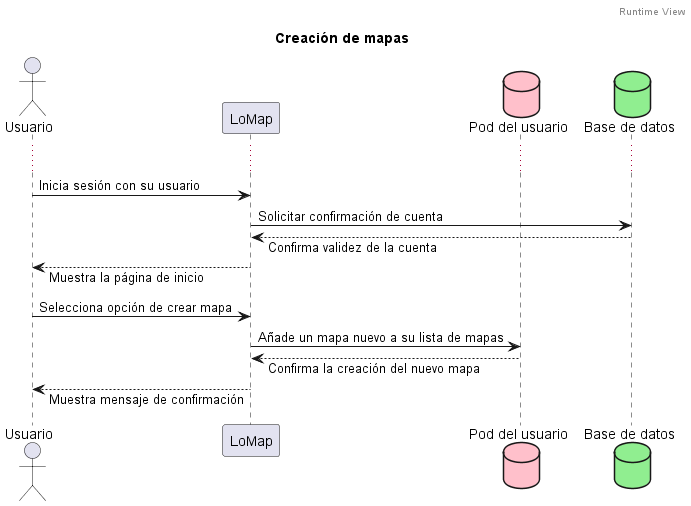 Runtime View
Creación de mapas
Usuario
LoMap
Pod del usuario
Base de datos
Inicia sesión con su usuario
Solicitar confirmación de cuenta
Confirma validez de la cuenta
Muestra la página de inicio
Selecciona opción de crear mapa
Añade un mapa nuevo a su lista de mapas
Confirma la creación del nuevo mapa
Muestra mensaje de confirmación
Usuario
LoMap
Pod del usuario
Base de datos